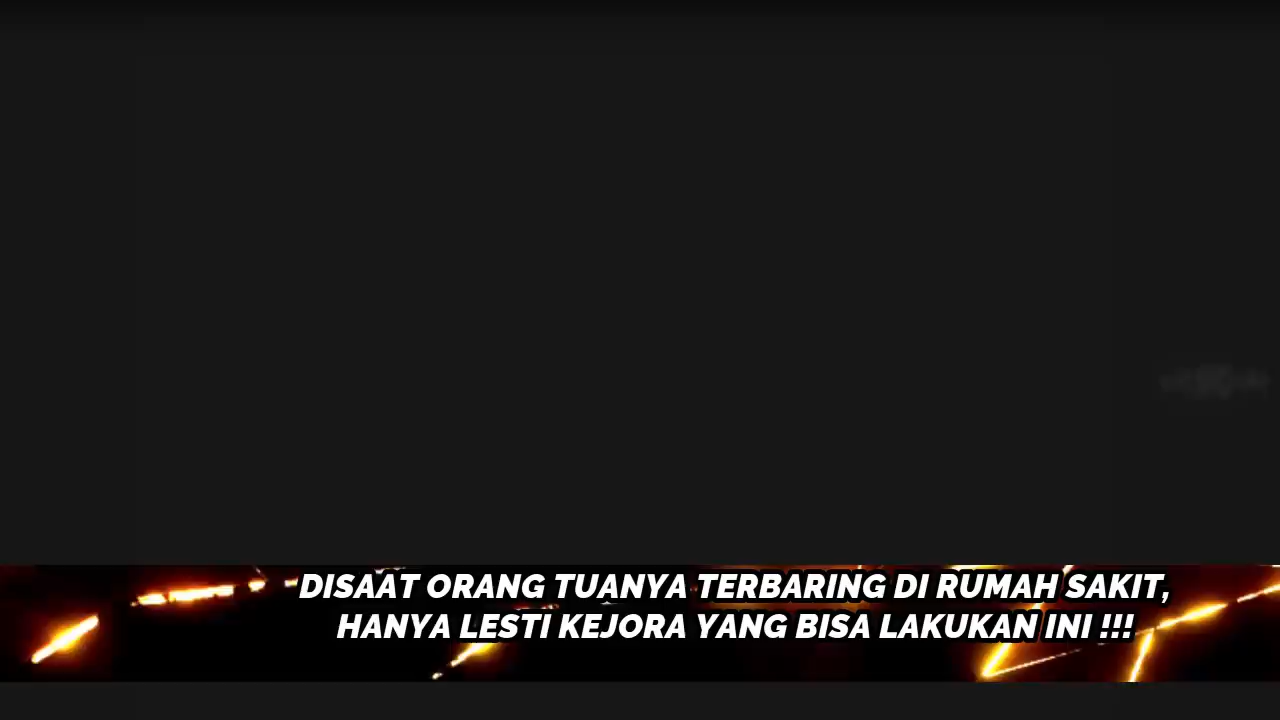 DISAAT ORANG TUANYA TERBARING DI RUMAH SAKIT,
HANYA LESTI KEJORA YANG BISA LAKUKAN INI !!!